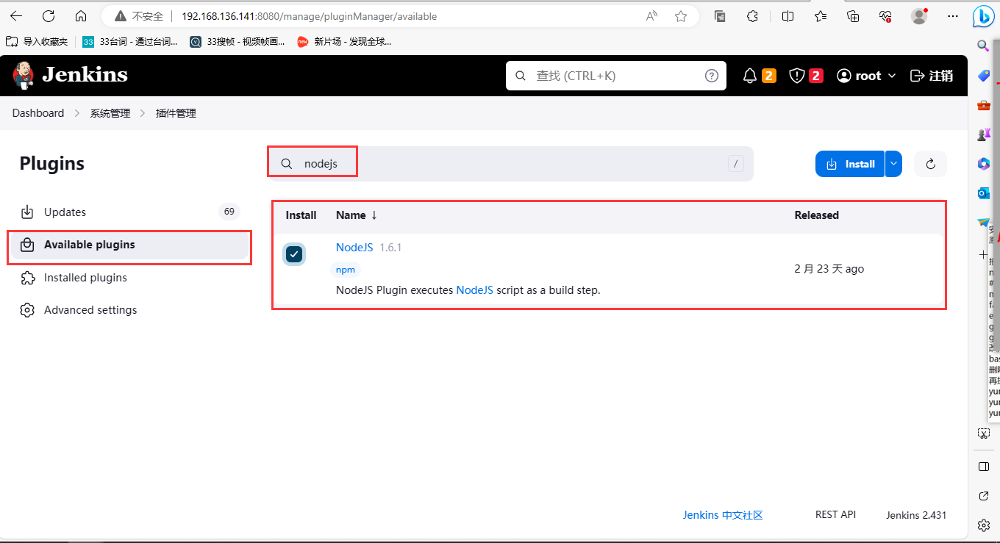 不安全 192.168.136.141:8080/manage/pluginManager/available
导入收藏夹 33 33台词 - 通过台词... 33搜帧 - 视频帧画... new 新片场 - 发现全球...
Jenkins 查找 (CTRL+K) 2 2 root 注销
Dashboard 系统管理 插件管理
Plugins nodejs / Install
Updates 69
Available plugins
Installed plugins
Advanced settings
Install Name ↓ Released
NodeJS 1.6.1
npm
NodeJS Plugin executes NodeJS script as a build step.
2 月 23 天 ago
Jenkins 中文社区 REST API Jenkins 2.431